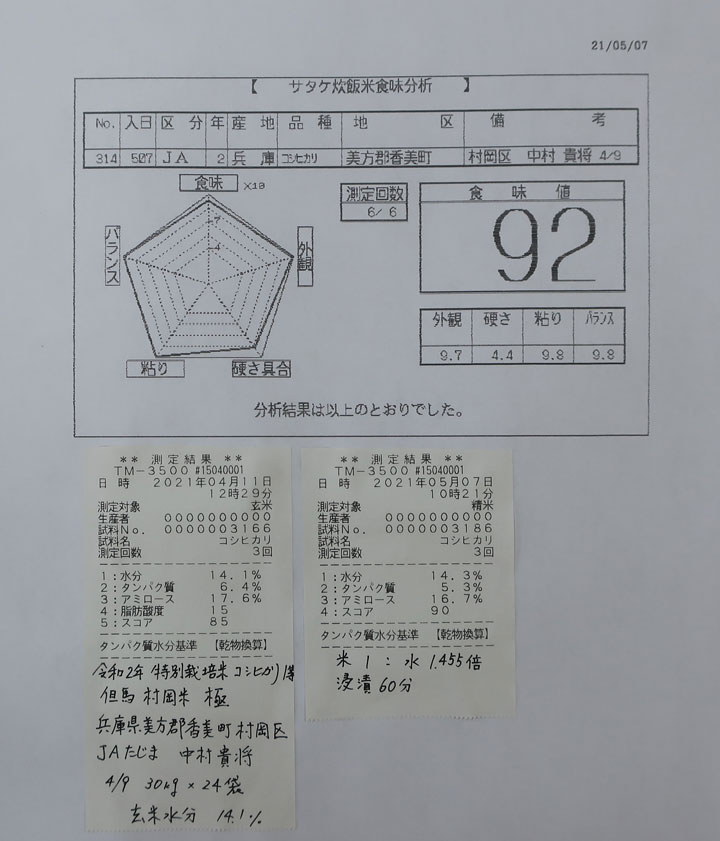 21/05/07
【 サタケ炊飯米食味分析 】
No. 入日 区分 年 産地 品種 地区 備考
314 507 JA 2 兵庫 コシヒカリ 美方郡香美町 村岡区 中村 貴将 4/9
食味 ×10
7
4
外観
硬さ具合
粘り
バランス
測定回数
6/ 6
食味値
92
外観 硬さ 粘り バランス
9.7 4.4 9.8 9.8
分析結果は以上のとおりでした。
** 測定結果 **
TM-3500 #15040001
日時 2021年04月11日
12時29分
測定対象 玄米
生産者 0000000000
試料No. 0000003166
試料名 コシヒカリ
測定回数 3回
1:水分 14.1%
2:タンパク質 6.4%
3:アミロース 17.6%
4:脂肪酸度 15
5:スコア 85
タンパク質水分基準 【乾物換算】
令和2年 特別栽培米 コシヒカリ 1等
但馬 村岡米 極
兵庫県美方郡香美町村岡区
JAたじま 中村貴将
4/9 30kg×24袋
玄米水分 14.1%
** 測定結果 **
TM-3500 #15040001
日時 2021年05月07日
10時21分
測定対象 精米
生産者 0000000000
試料No. 0000003186
試料名 コシヒカリ
測定回数 3回
1:水分 14.3%
2:タンパク質 5.3%
3:アミロース 16.7%
4:スコア 90
タンパク質水分基準 【乾物換算】
米1:水1.455倍
浸漬60分